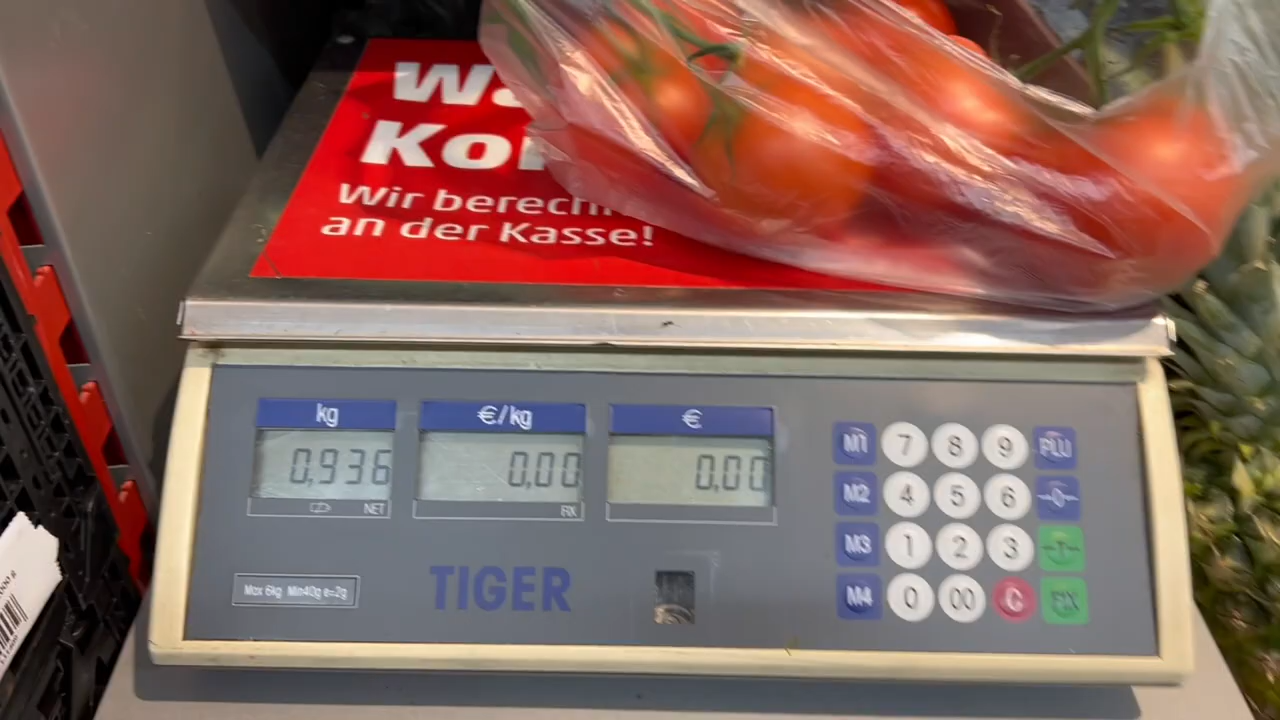 Wir
an der Kasse!
kg
€/kg
€
0,936
0,00
0,00
NET
FIX
M1 7 8 9 PLU
M2 4 5 6 →0←
M3 1 2 3 T
M4 0 00 C FIX
Max 6kg Min40g e=2g
TIGER